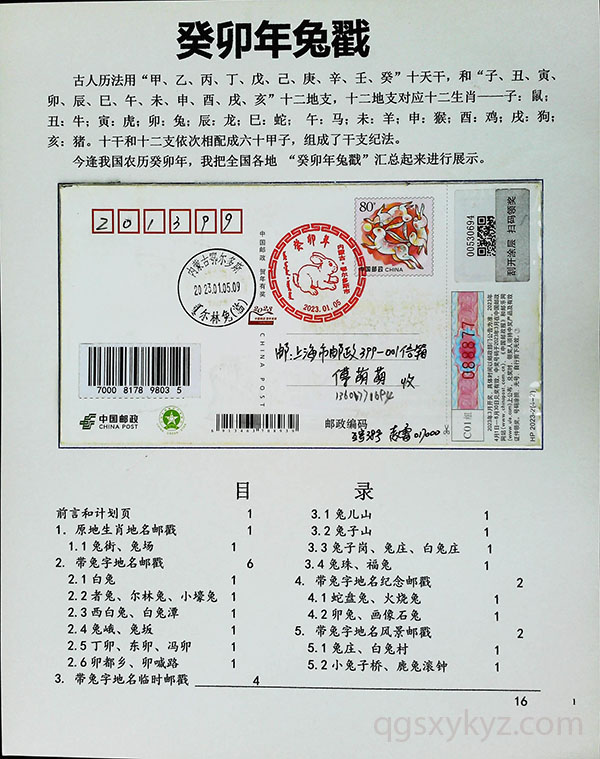 癸卯年兔戳
古人历法用“甲、乙、丙、丁、戊、己、庚、辛、壬、癸”十天干，和“子、丑、寅、
卯、辰、巳、午、未、申、酉、戌、亥”十二地支，十二地支对应十二生肖——子：鼠；
丑：牛；寅：虎；卯：兔；辰：龙；巳：蛇； 午：马；未：羊；申：猴；酉：鸡；戌：狗；
亥：猪。十干和十二支依次相配成六十甲子，组成了干支纪法。
今逢我国农历癸卯年，我把全国各地 “癸卯年兔戳”汇总起来进行展示。
201399
中国邮政 贺年有奖
CHINA POST
内蒙古鄂尔多斯
2023.01.05.09
癸卯年
2023.01.05
80分
中国邮政 CHINA
00530694
刮开涂层 扫码领奖
088877
C01组
HP 2023-2(4-?)
邮：上海市邮政399-001信箱
傅萌萌 收
邮政编码
017000
7000 8178 9803 5
中国邮政
CHINA POST
目 录
前言和计划页 1
1. 原地生肖地名邮戳 1
1.1 兔街、兔场 1
2. 带兔字地名邮戳 6
2.1 白兔 1
2.2 者兔、尔林兔、小壕兔 1
2.3 西白兔、白兔潭 1
2.4 兔峨、兔坂 1
2.5 丁卯、东卯、冯卯 1
2.6 卯都乡、卯喊路 1
3. 带兔字地名临时邮戳 4
3.1 兔儿山 1
3.2 兔子山 1
3.3 兔子岗、兔庄、白兔庄 1
3.4 兔珠、福兔 1
4. 带兔字地名纪念邮戳 2
4.1 蛇盘兔、火烧兔 1
4.2 卯兔、画像石兔 1
5. 带兔字地名风景邮戳 2
5.1 兔庄、白兔村 1
5.2 小兔子桥、鹿兔滚钟 1
16
1
qgsxykyz.com